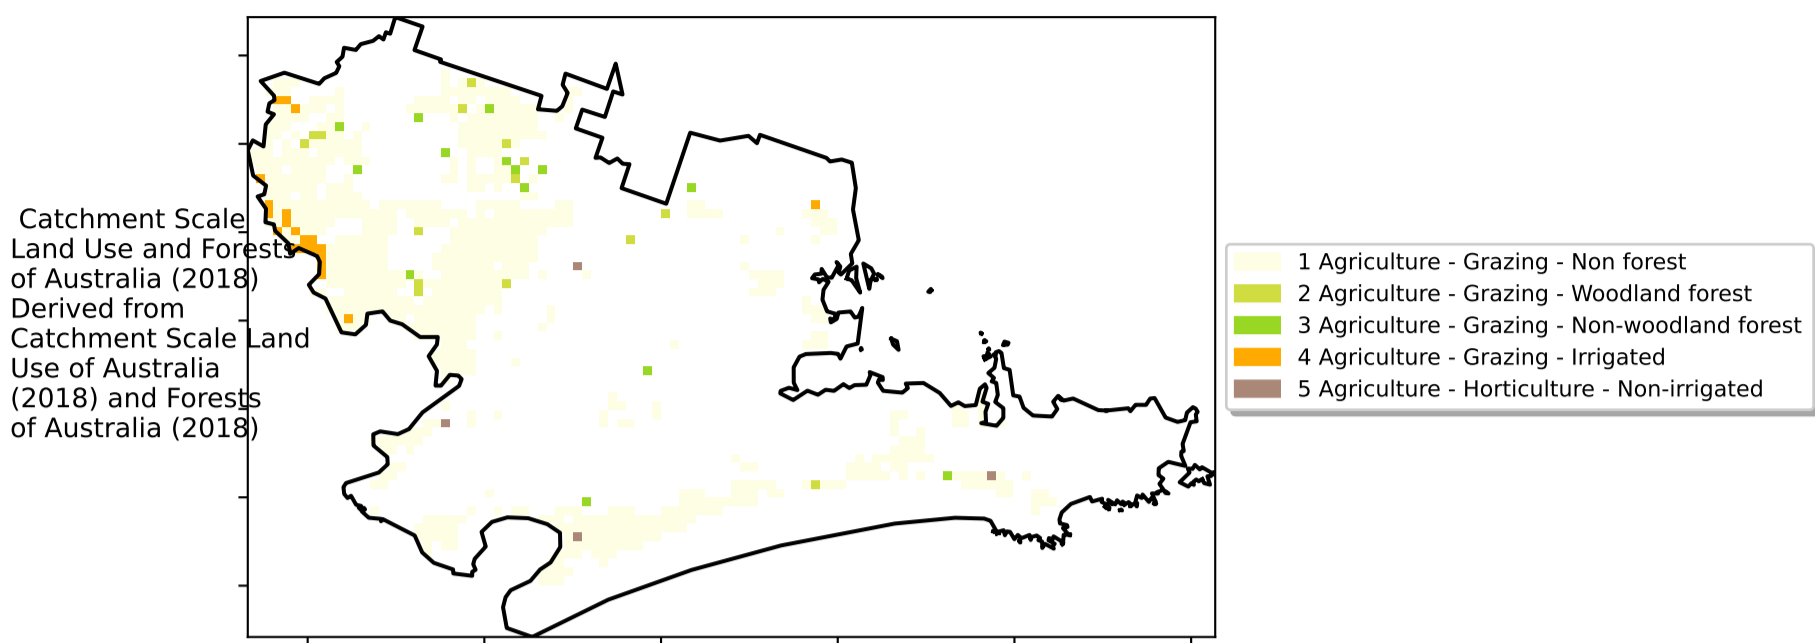 Catchment Scale
Land Use and Forests
of Australia (2018)
Derived from
Catchment Scale Land
Use of Australia
(2018) and Forests
of Australia (2018)
1 Agriculture - Grazing - Non forest
2 Agriculture - Grazing - Woodland forest
3 Agriculture - Grazing - Non-woodland forest
4 Agriculture - Grazing - Irrigated
5 Agriculture - Horticulture - Non-irrigated